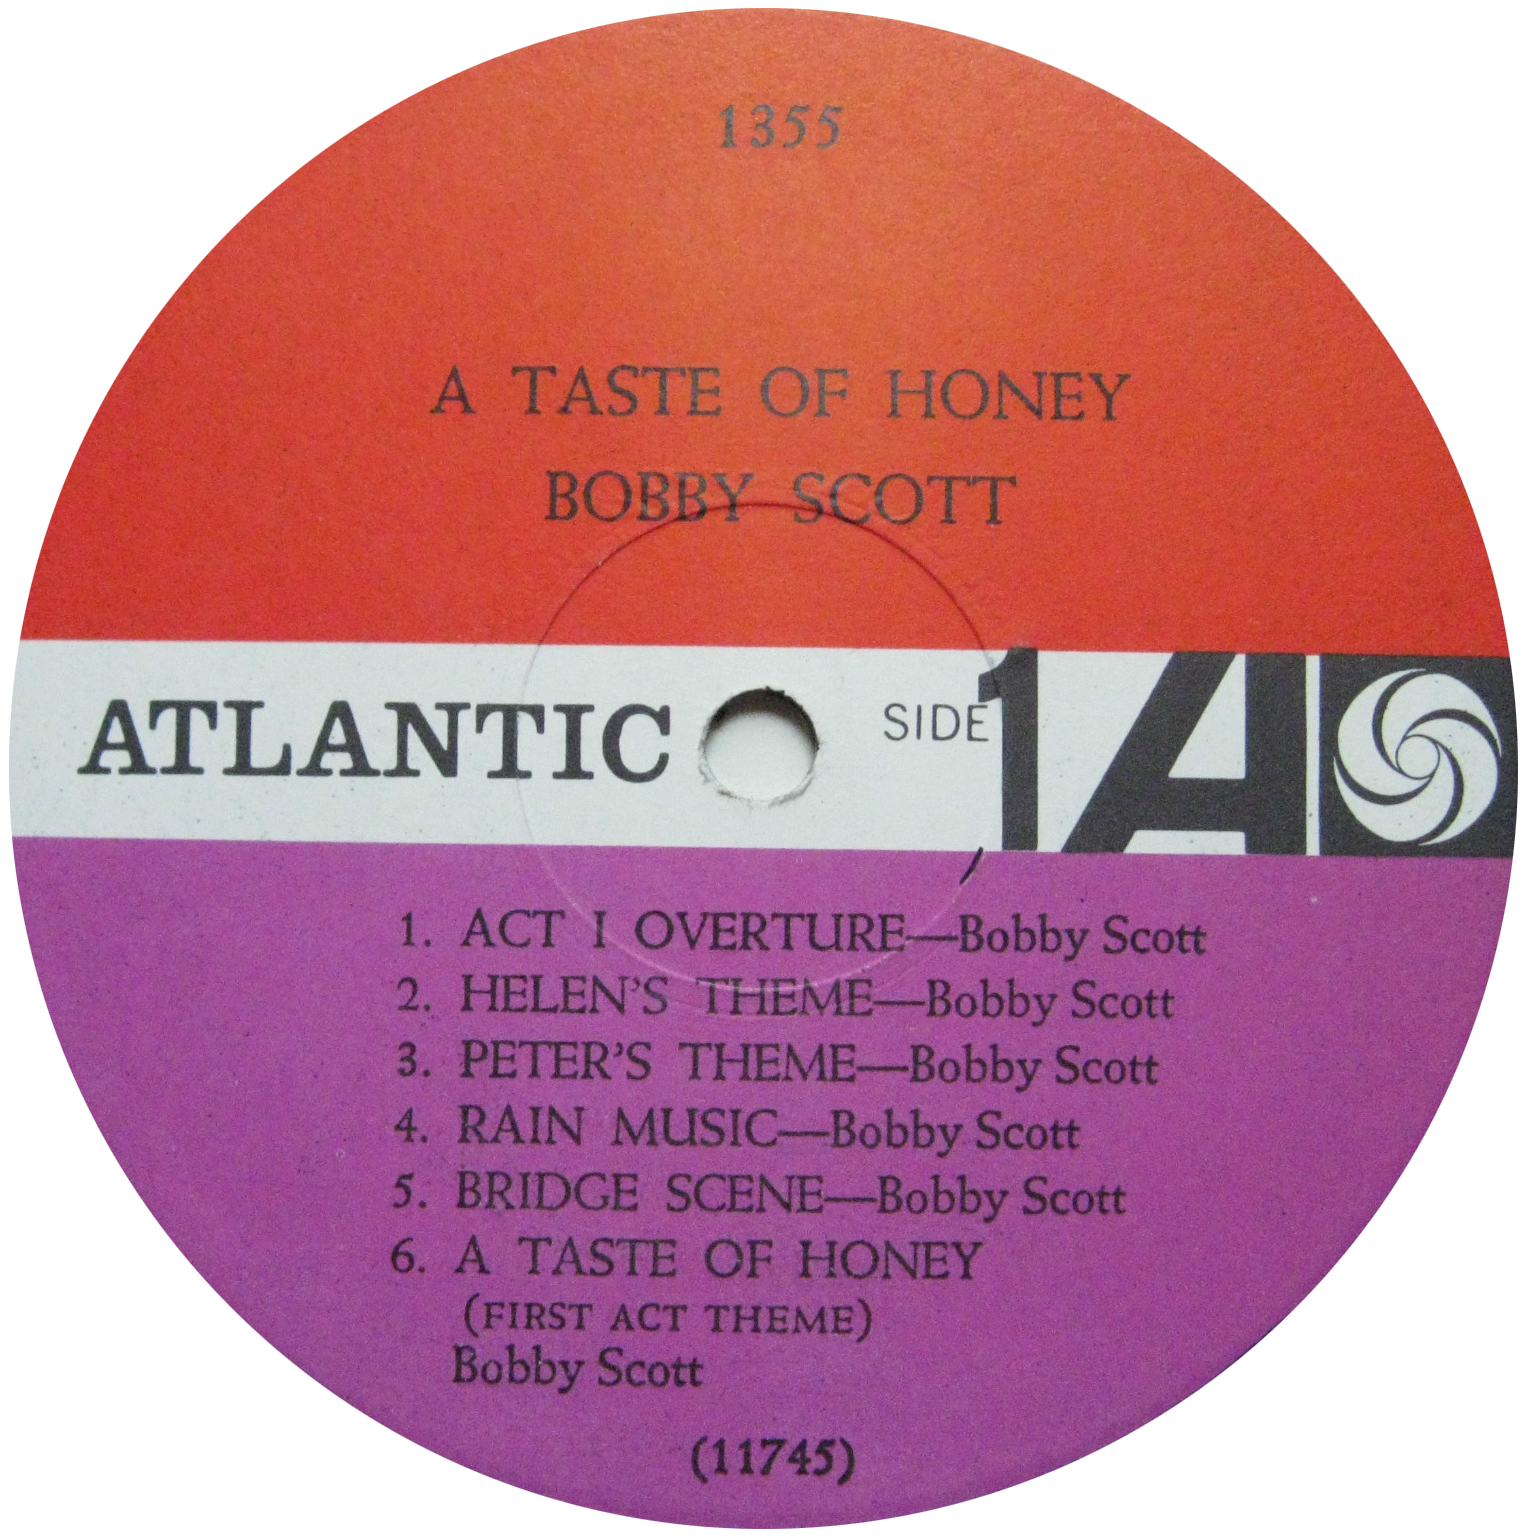 1355
A TASTE OF HONEY
BOBBY SCOTT
ATLANTIC SIDE 1 A
1. ACT I OVERTURE—Bobby Scott
2. HELEN'S THEME—Bobby Scott
3. PETER'S THEME—Bobby Scott
4. RAIN MUSIC—Bobby Scott
5. BRIDGE SCENE—Bobby Scott
6. A TASTE OF HONEY
(FIRST ACT THEME)
Bobby Scott
(11745)